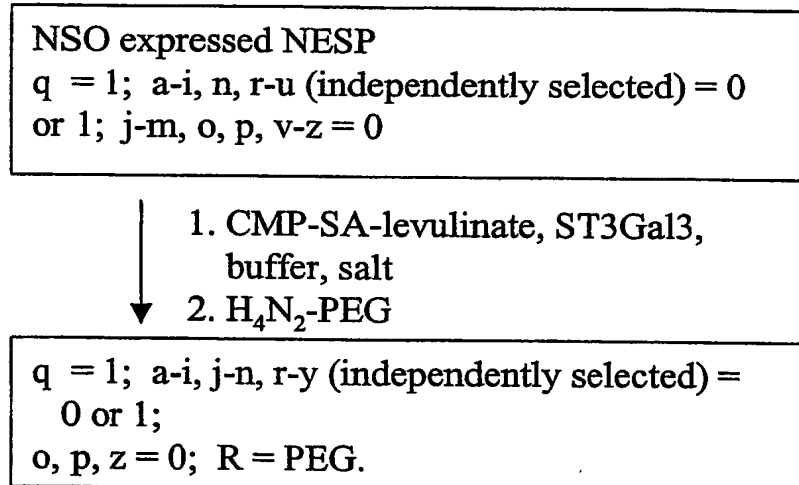 NSO expressed NESP
q = 1; a-i, n, r-u (independently selected) = 0
or 1; j-m, o, p, v-z = 0
1. CMP-SA-levulinate, ST3Gal3,
buffer, salt
2. H₄N₂-PEG
q = 1; a-i, j-n, r-y (independently selected) =
0 or 1;
o, p, z = 0; R = PEG.